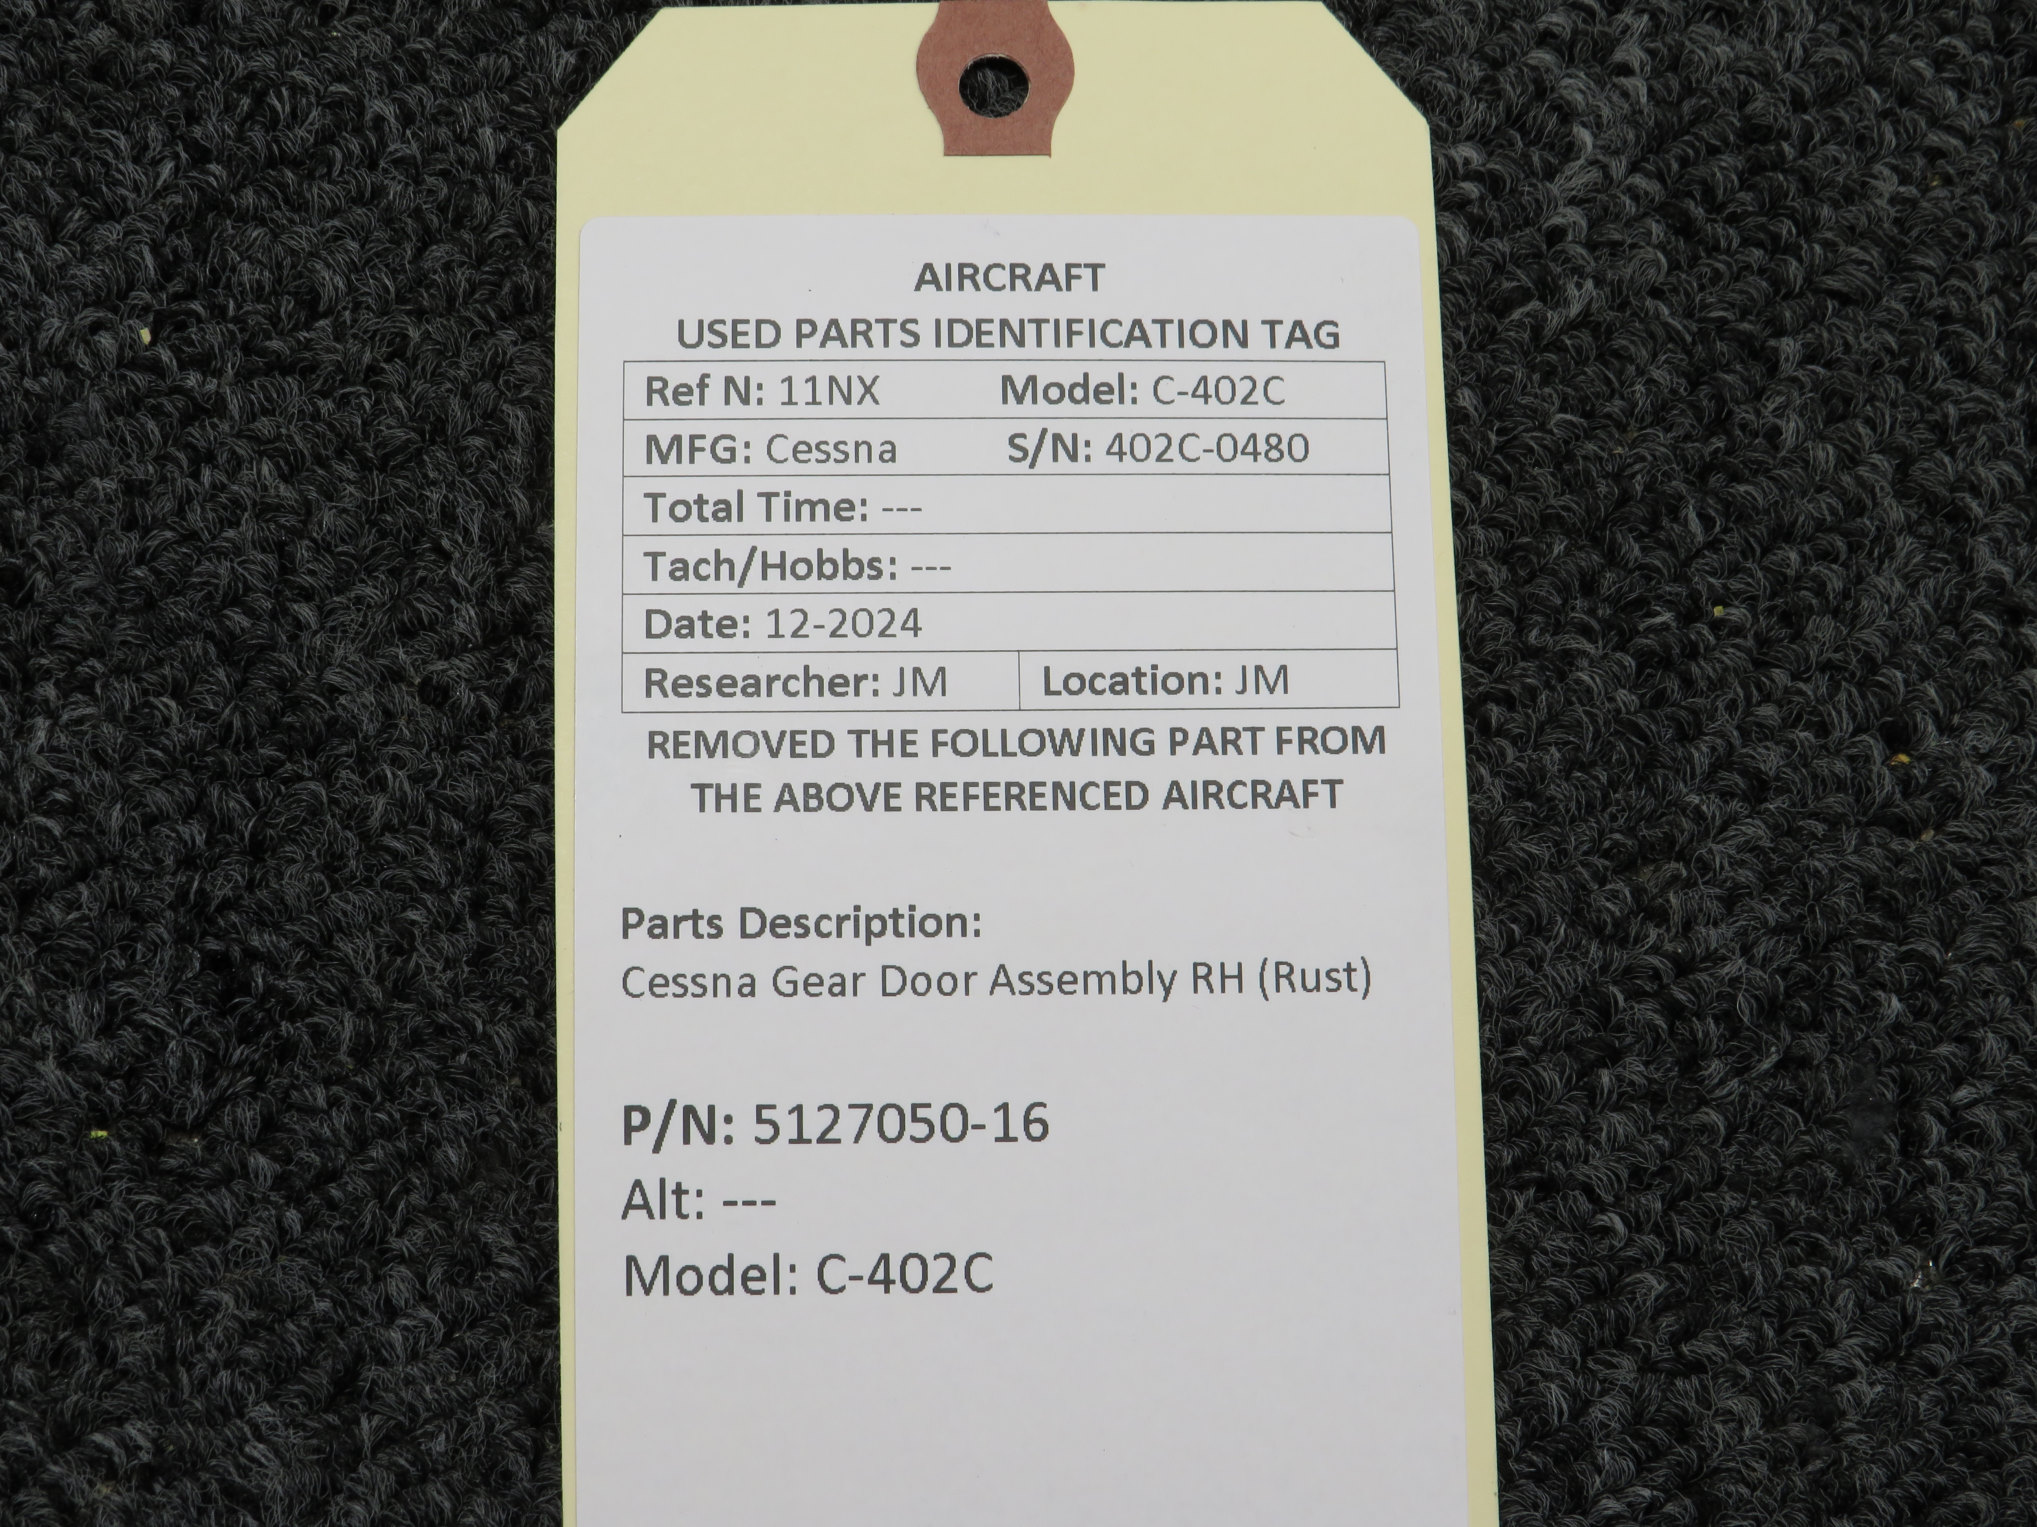 AIRCRAFT
USED PARTS IDENTIFICATION TAG
Ref N: 11NX Model: C-402C
MFG: Cessna S/N: 402C-0480
Total Time: ---
Tach/Hobbs: ---
Date: 12-2024
Researcher: JM Location: JM
REMOVED THE FOLLOWING PART FROM
THE ABOVE REFERENCED AIRCRAFT
Parts Description:
Cessna Gear Door Assembly RH (Rust)
P/N: 5127050-16
Alt: ---
Model: C-402C